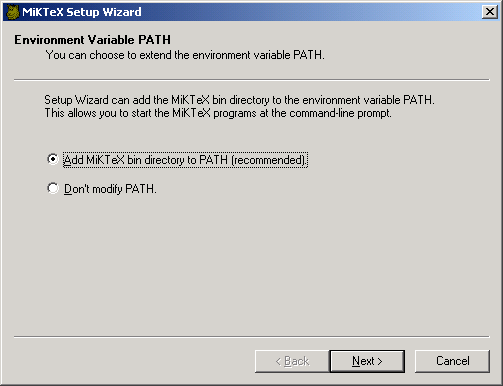 MiKTeX Setup Wizard
Environment Variable PATH
You can choose to extend the environment variable PATH.
Setup Wizard can add the MiKTeX bin directory to the environment variable PATH.
This allows you to start the MiKTeX programs at the command-line prompt.
Add MiKTeX bin directory to PATH (recommended).
Don't modify PATH.
< Back Next > Cancel